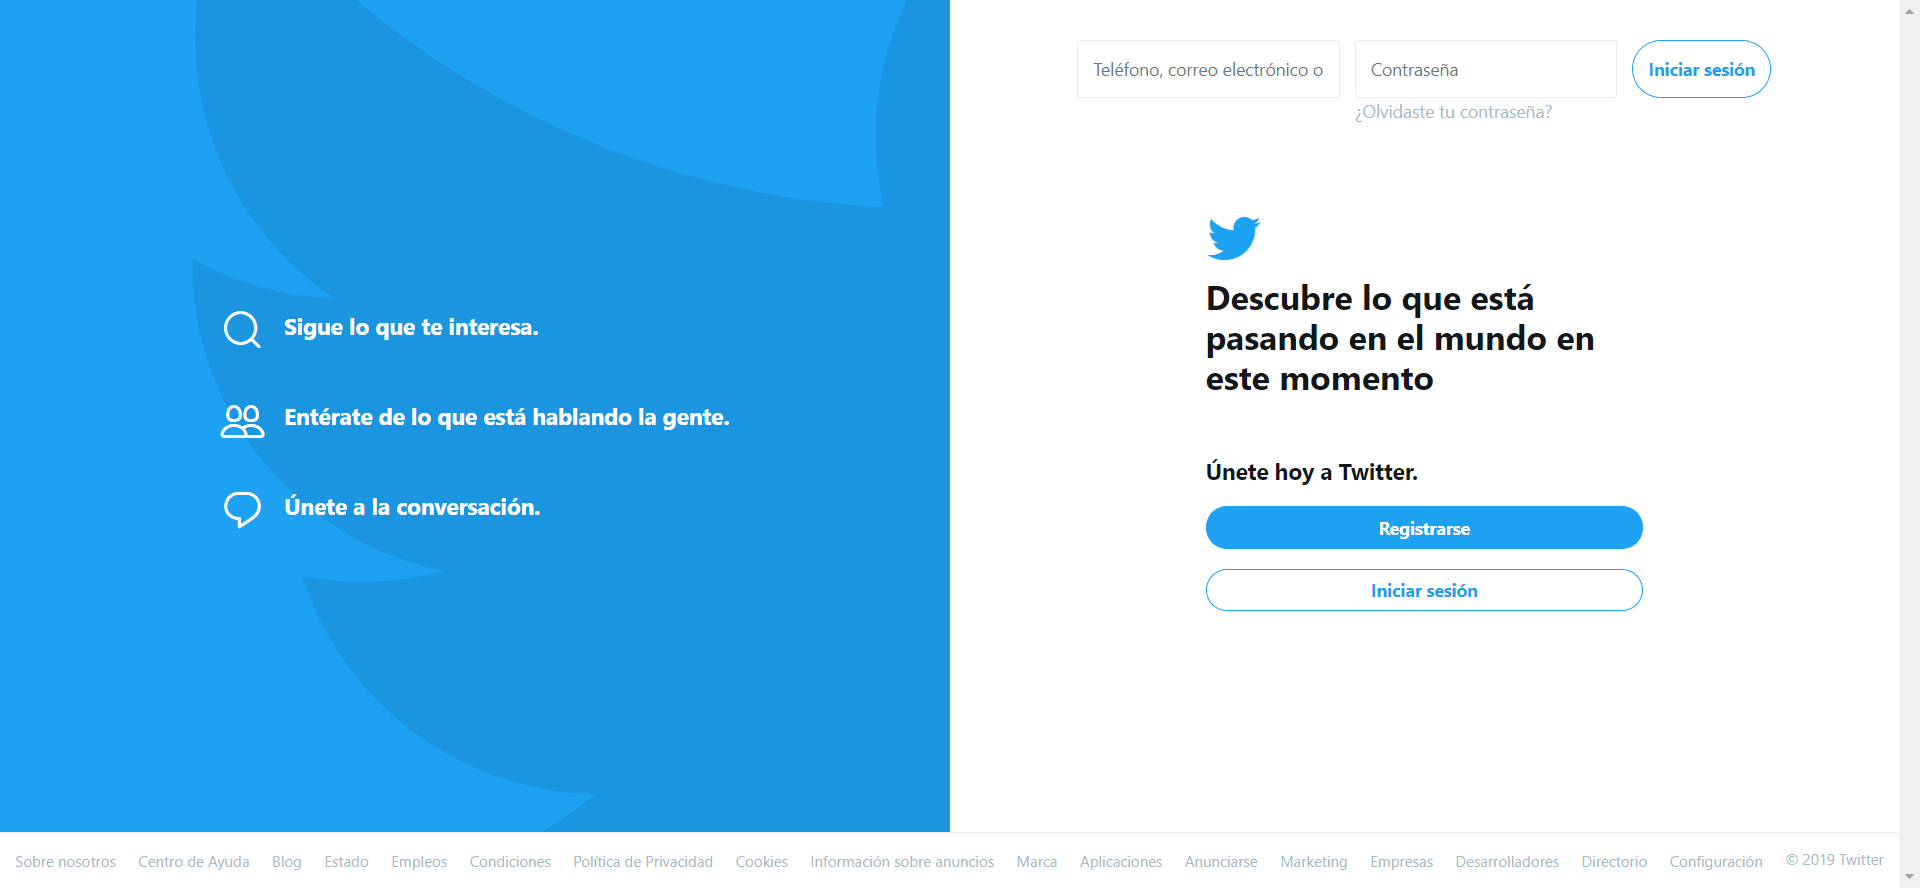 Teléfono, correo electrónico o
Contraseña
Iniciar sesión
¿Olvidaste tu contraseña?
Sigue lo que te interesa.
Entérate de lo que está hablando la gente.
Únete a la conversación.
Descubre lo que está
pasando en el mundo en
este momento
Únete hoy a Twitter.
Registrarse
Iniciar sesión
Sobre nosotros Centro de Ayuda Blog Estado Empleos Condiciones Política de Privacidad Cookies Información sobre anuncios Marca Aplicaciones Anunciarse Marketing Empresas Desarrolladores Directorio Configuración © 2019 Twitter